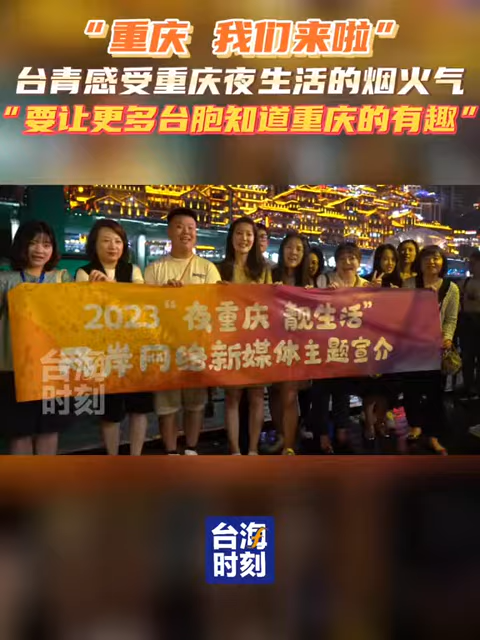 “重庆 我们来啦”
台青感受重庆夜生活的烟火气
“要让更多台胞知道重庆的有趣”
2023“夜重庆 靓生活”
两岸网络新媒体主题宣介
台海
时刻
台海
时刻